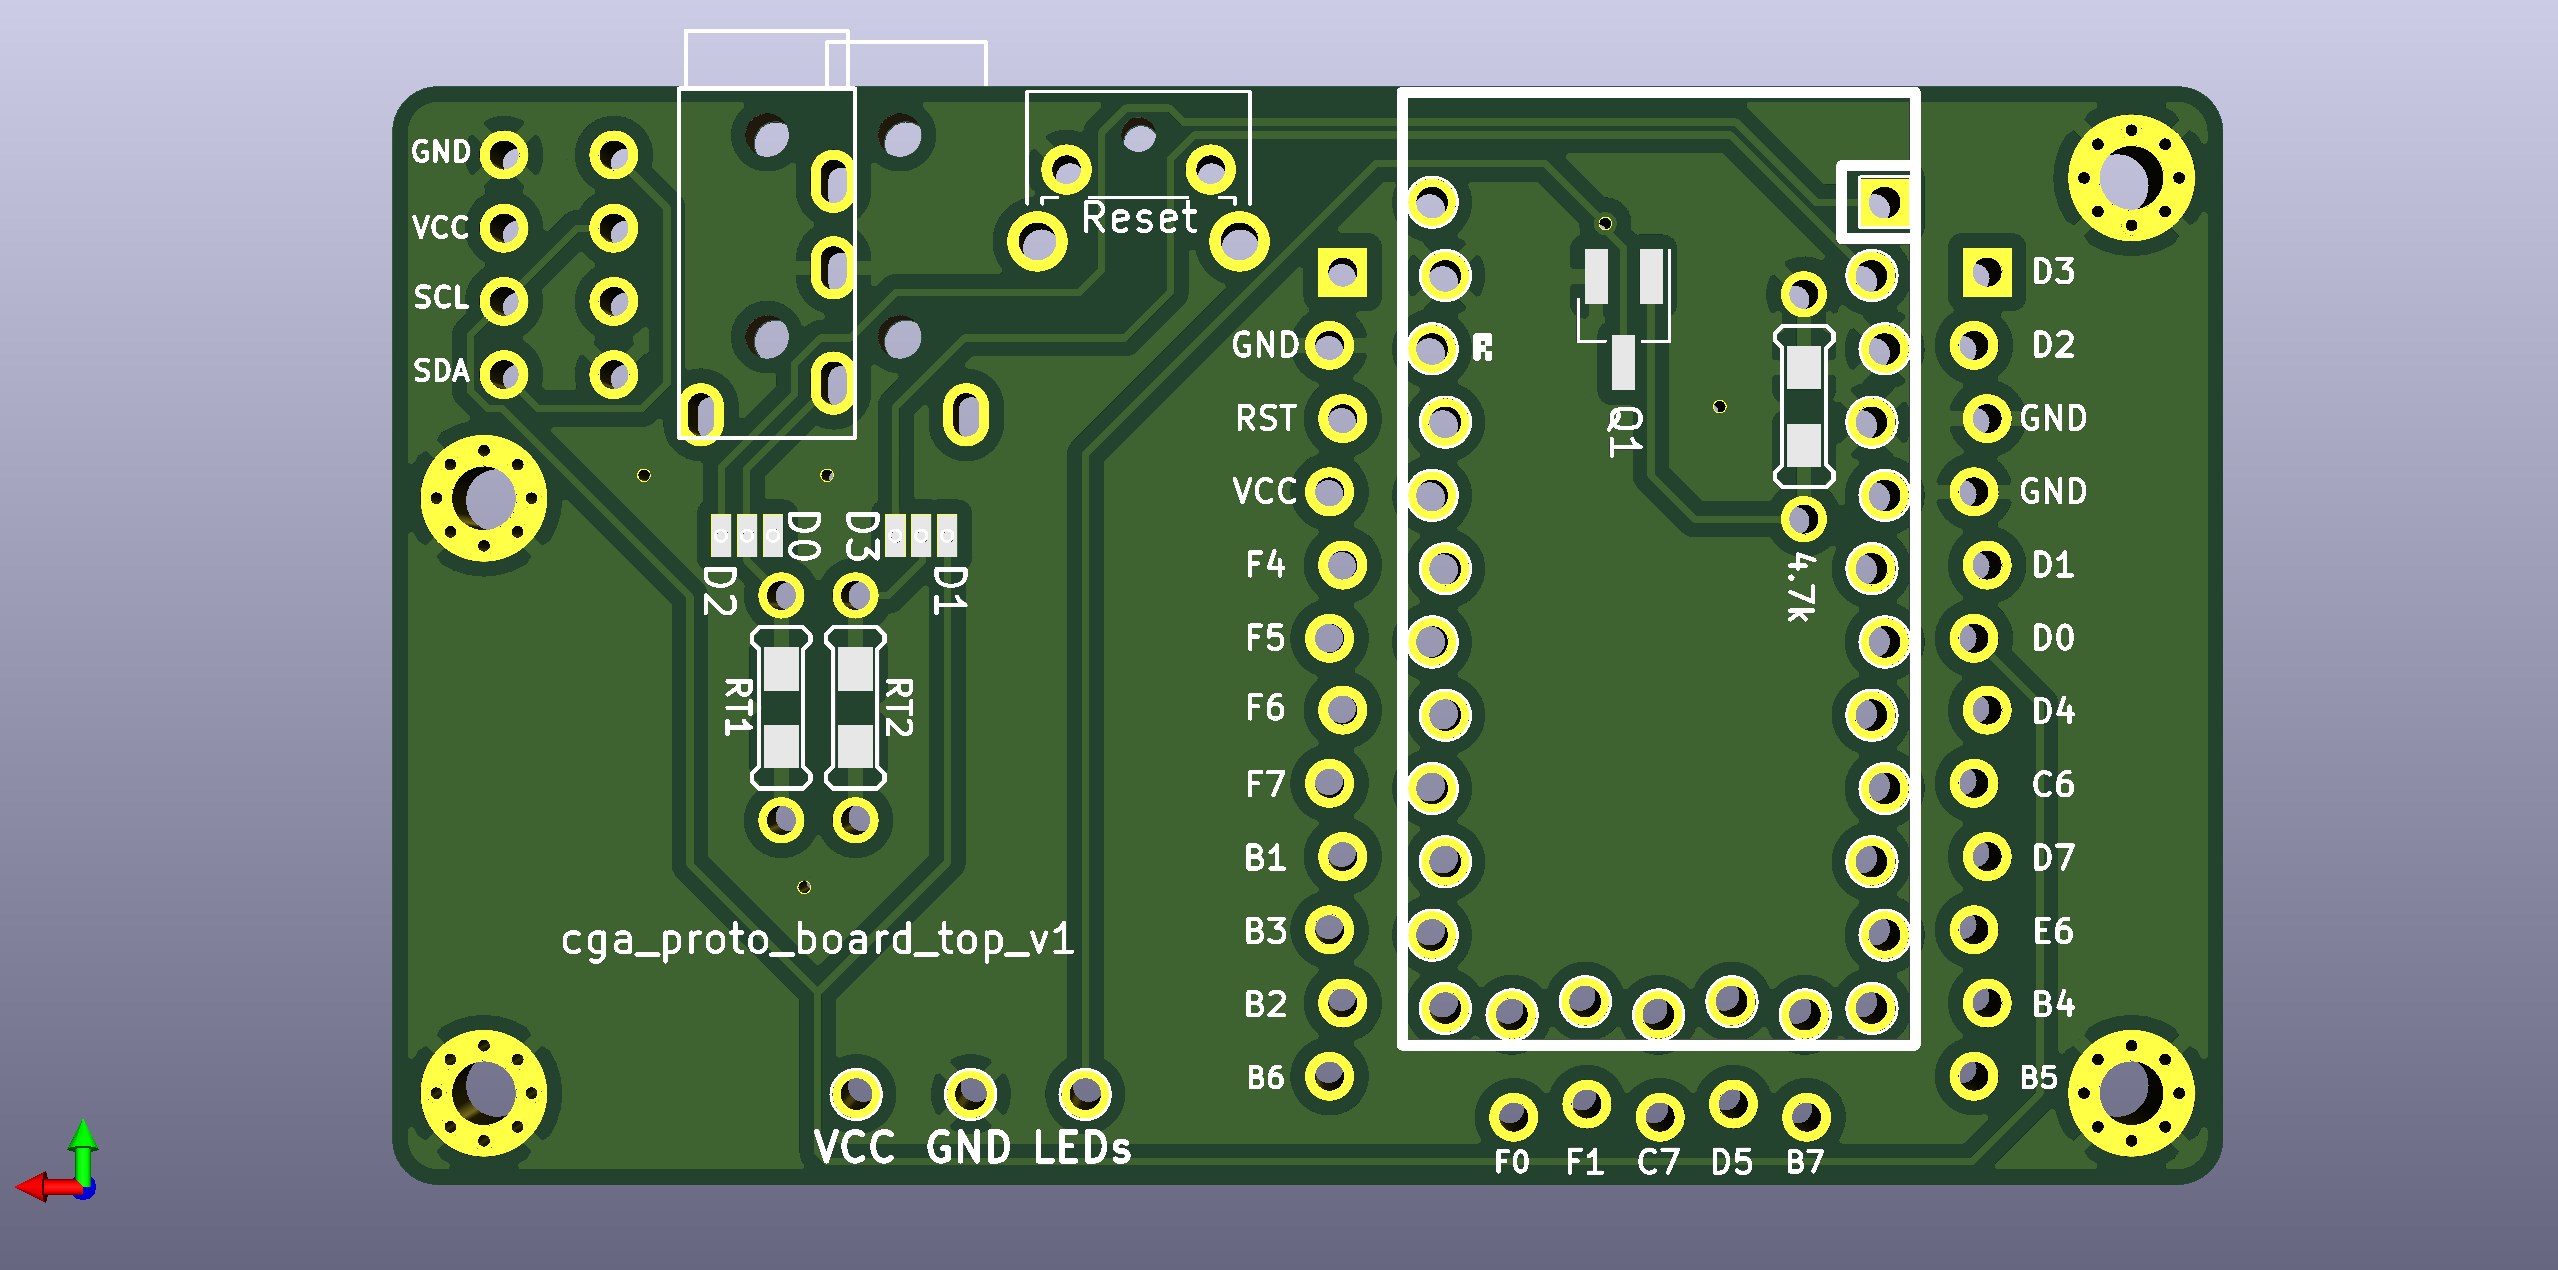 GND
VCC
SCL
SDA
Reset
GND
RST
VCC
F4
F5
F6
F7
B1
B3
B2
B6
Q1
4.7k
D3
D2
GND
GND
D1
D0
D4
C6
D7
E6
B4
B5
D0
D3
D2
D1
RT1
RT2
cga_proto_board_top_v1
VCC GND LEDs
F0 F1 C7 D5 B7